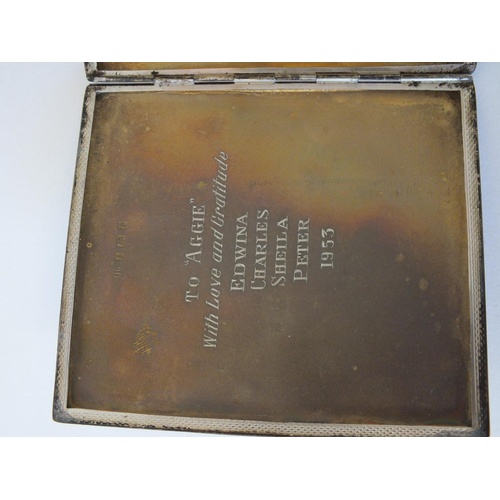 TO "AGGIE"
With Love and Gratitude
EDWINA
CHARLES
SHEILA
PETER
1953